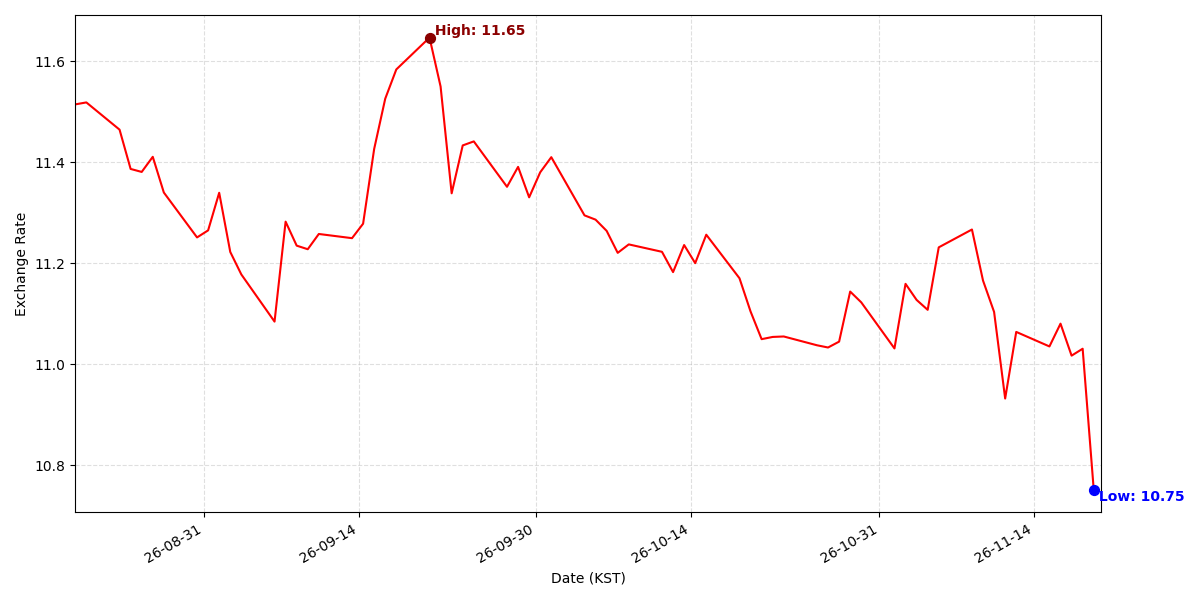 High: 11.65
11.6
11.4
11.2
11.0
10.8
Exchange Rate
Low: 10.75
26-08-31
26-09-14
26-09-30
26-10-14
26-10-31
26-11-14
Date (KST)